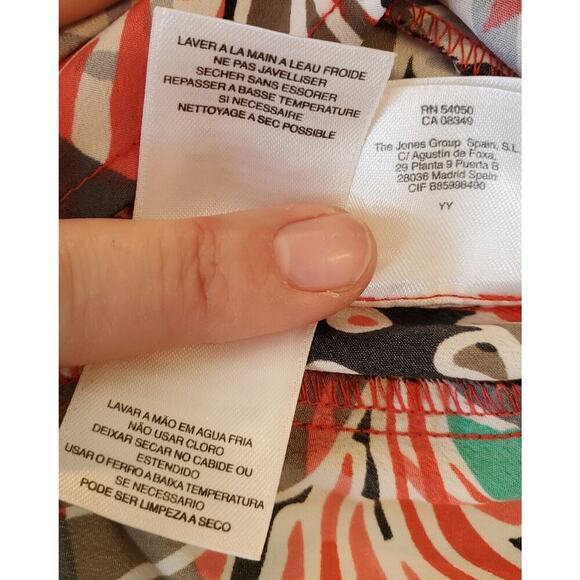 LAVER A LA MAIN A LEAU FROIDE
NE PAS JAVELLISER
SECHER SANS ESSORER
REPASSER A BASSE TEMPERATURE
SI NECESSAIRE
NETTOYAGE A SEC POSSIBLE
RN 54050
CA 08349
The Jones Group Spain, S.L
C/ Agustin de Foxa,
29 Planta 9 Puerta B
28036 Madrid Spain
CIF B85998490
YY
LAVAR A MÃO EM AGUA FRIA
NÃO USAR CLORO
DEIXAR SECAR NO CABIDE OU
ESTENDIDO
USAR O FERRO A BAIXA TEMPERATURA
SE NECESSARIO
PODE SER LIMPEZA A SECO